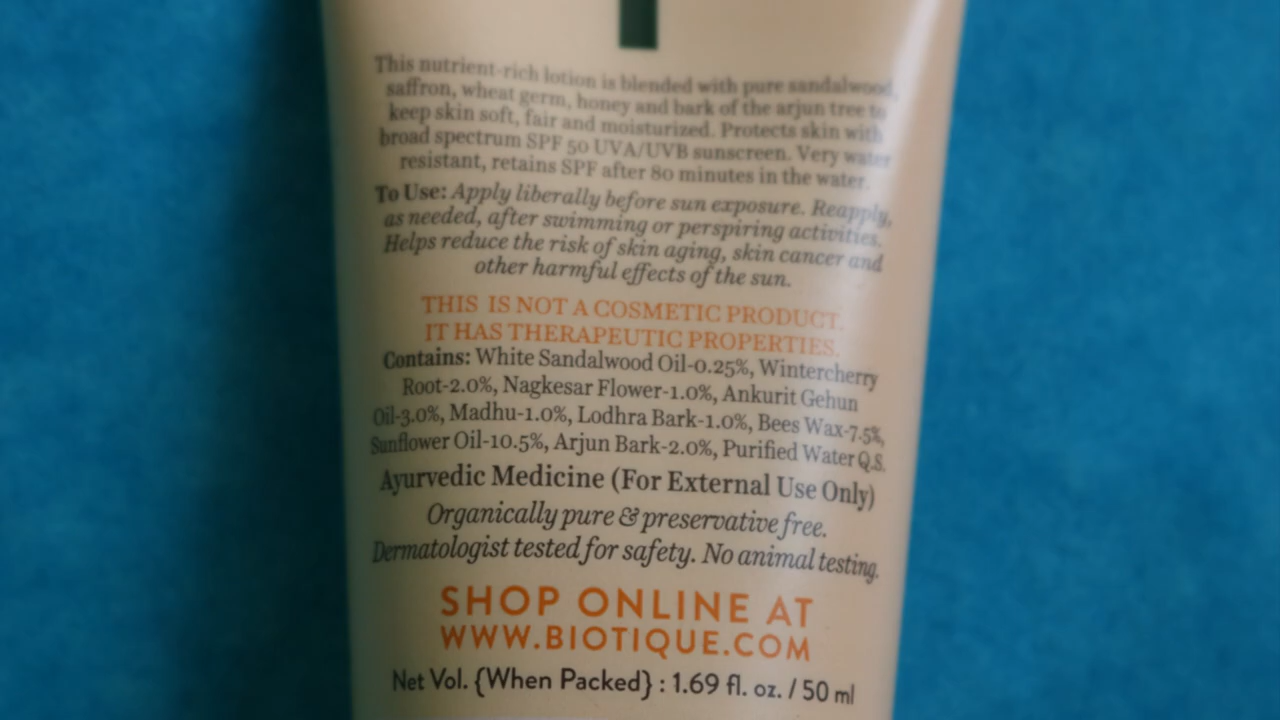 This nutrient-rich lotion is blended with pure sandalwood,
saffron, wheat germ, honey and bark of the arjun tree to
keep skin soft, fair and moisturized. Protects skin with
broad spectrum SPF 50 UVA/UVB sunscreen. Very water
resistant, retains SPF after 80 minutes in the water.
To Use: Apply liberally before sun exposure. Reapply,
as needed, after swimming or perspiring activities.
Helps reduce the risk of skin aging, skin cancer and
other harmful effects of the sun.
THIS IS NOT A COSMETIC PRODUCT.
IT HAS THERAPEUTIC PROPERTIES.
Contains: White Sandalwood Oil-0.25%, Wintercherry
Root-2.0%, Nagkesar Flower-1.0%, Ankurit Gehun
Oil-3.0%, Madhu-1.0%, Lodhra Bark-1.0%, Bees Wax-7.5%,
Sunflower Oil-10.5%, Arjun Bark-2.0%, Purified Water Q.S.
Ayurvedic Medicine (For External Use Only)
Organically pure & preservative free.
Dermatologist tested for safety. No animal testing.
SHOP ONLINE AT
WWW.BIOTIQUE.COM
Net Vol. {When Packed} : 1.69 fl. oz. / 50 ml